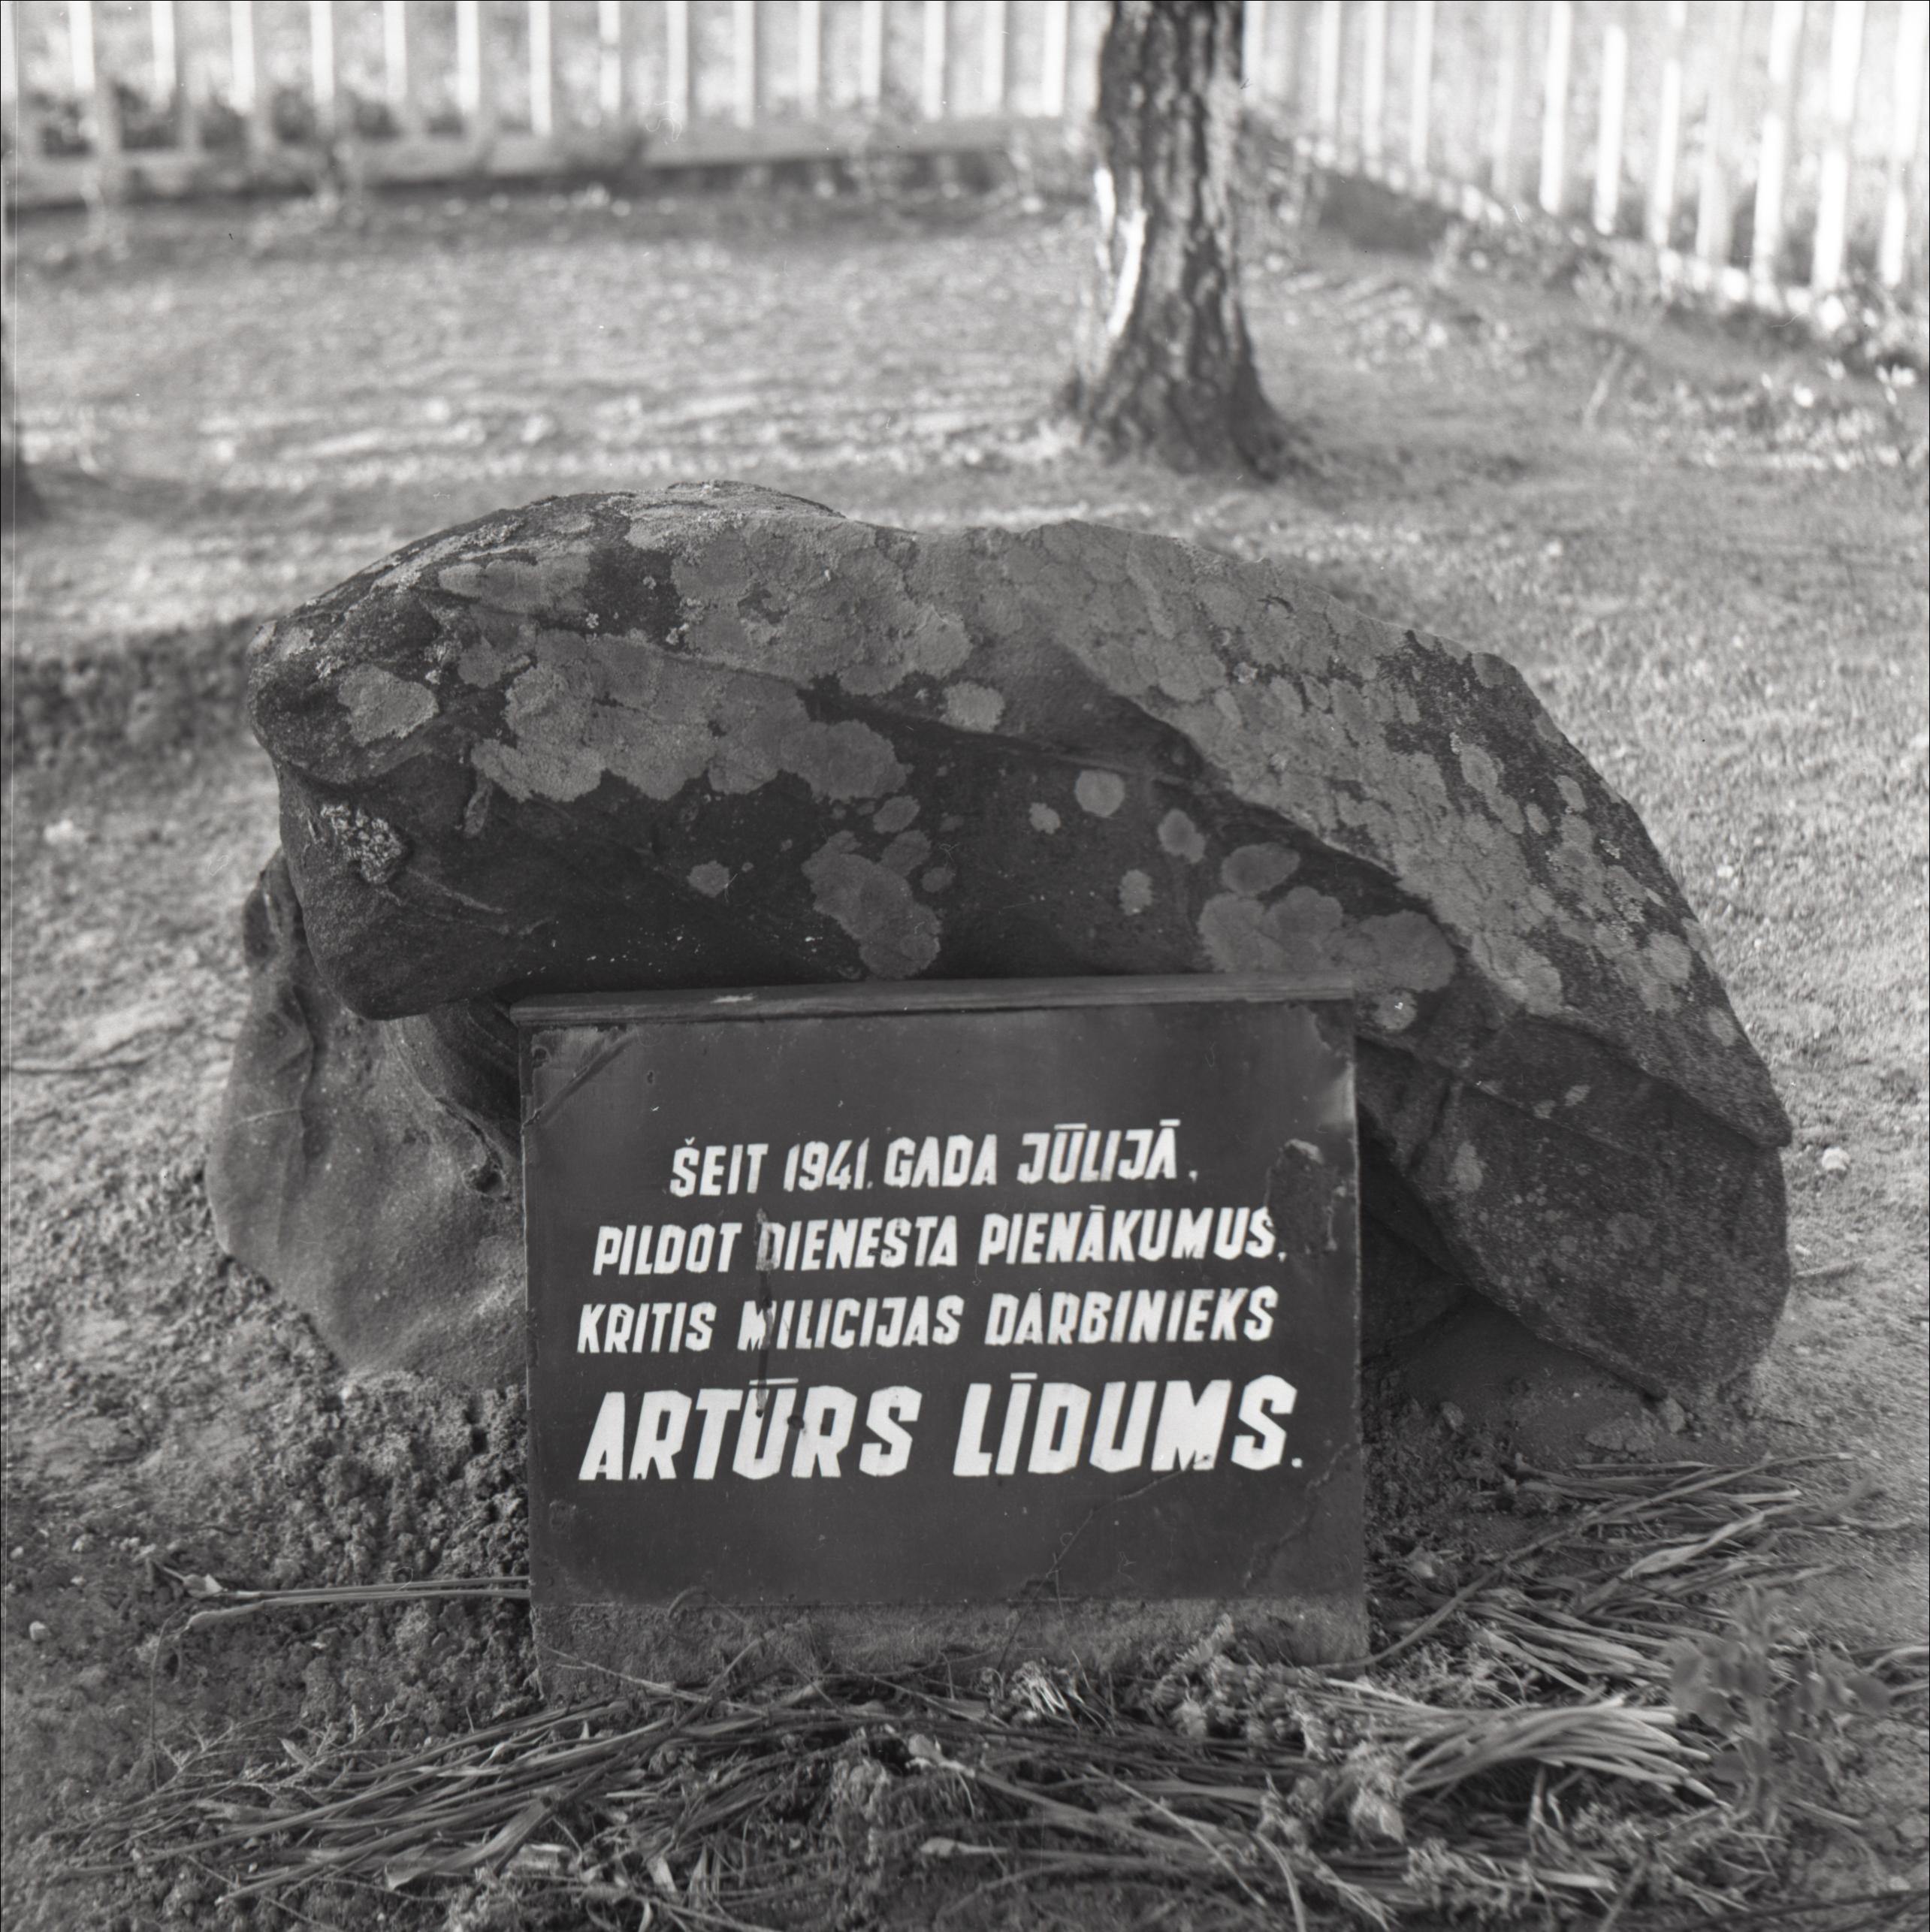 ŠEIT 1941. GADA JŪLIJĀ,
PILDOT DIENESTA PIENĀKUMUS,
KRITIS MILICIJAS DARBINIEKS
ARTŪRS LĪDUMS.